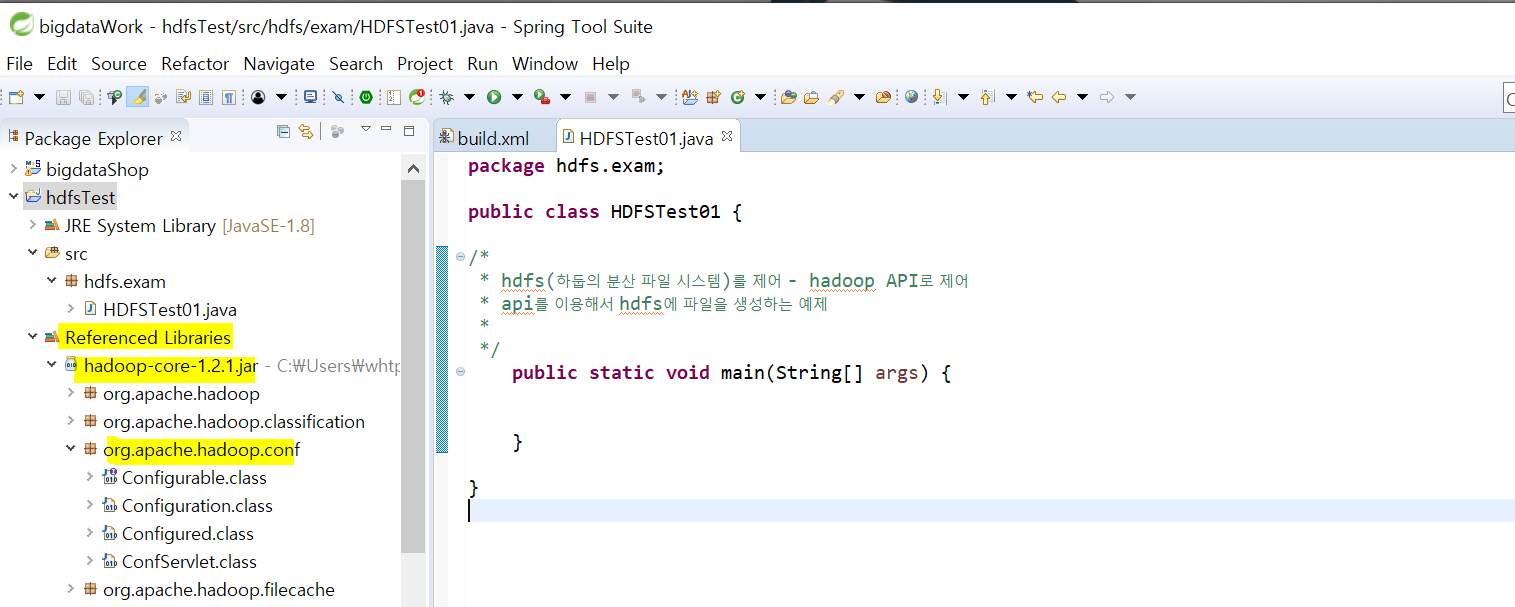 bigdataWork - hdfsTest/src/hdfs/exam/HDFSTest01.java - Spring Tool Suite
File Edit Source Refactor Navigate Search Project Run Window Help
Package Explorer
bigdataShop
hdfsTest
JRE System Library [JavaSE-1.8]
src
hdfs.exam
HDFSTest01.java
Referenced Libraries
hadoop-core-1.2.1.jar - C:₩Users₩whtp
org.apache.hadoop
org.apache.hadoop.classification
org.apache.hadoop.conf
Configurable.class
Configuration.class
Configured.class
ConfServlet.class
org.apache.hadoop.filecache
build.xml
HDFSTest01.java
package hdfs.exam;
public class HDFSTest01 {
/*
* hdfs(하둡의 분산 파일 시스템)를 제어 - hadoop API로 제어
* api를 이용해서 hdfs에 파일을 생성하는 예제
*
*/
public static void main(String[] args) {
}
}